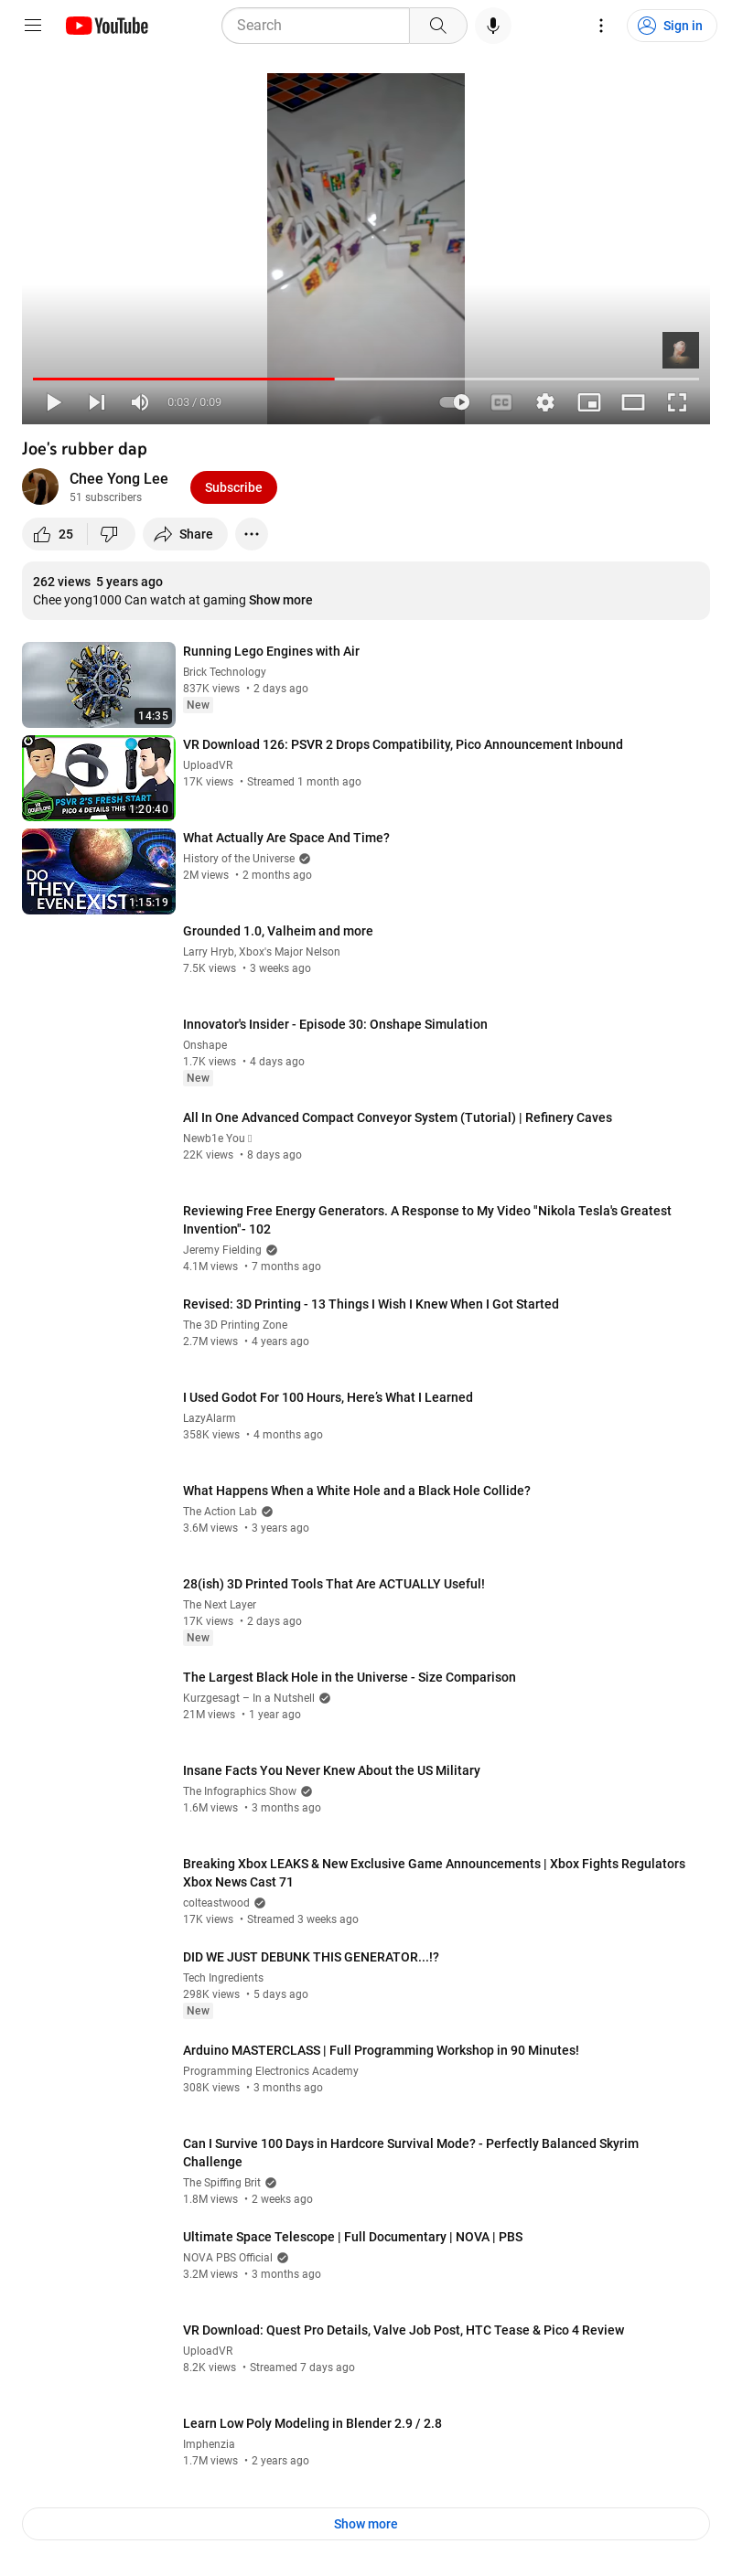 YouTube
Search
Sign in
0:03 / 0:09
CC
Joe's rubber dap
Chee Yong Lee
51 subscribers
Subscribe
25
Share
262 views 5 years ago
Chee yong1000 Can watch at gaming Show more
14:35
Running Lego Engines with Air
Brick Technology
837K views • 2 days ago
New
PSVR 2'S FRESH START
PICO 4 DETAILS THIS
1:20:40
VR Download 126: PSVR 2 Drops Compatibility, Pico Announcement Inbound
UploadVR
17K views • Streamed 1 month ago
DO
THEY
EVEN EXIST
1:15:19
What Actually Are Space And Time?
History of the Universe
2M views • 2 months ago
Grounded 1.0, Valheim and more
Larry Hryb, Xbox's Major Nelson
7.5K views • 3 weeks ago
Innovator's Insider - Episode 30: Onshape Simulation
Onshape
1.7K views • 4 days ago
New
All In One Advanced Compact Conveyor System (Tutorial) | Refinery Caves
Newb1e You
22K views • 8 days ago
Reviewing Free Energy Generators. A Response to My Video "Nikola Tesla's Greatest
Invention"- 102
Jeremy Fielding
4.1M views • 7 months ago
Revised: 3D Printing - 13 Things I Wish I Knew When I Got Started
The 3D Printing Zone
2.7M views • 4 years ago
I Used Godot For 100 Hours, Here’s What I Learned
LazyAlarm
358K views • 4 months ago
What Happens When a White Hole and a Black Hole Collide?
The Action Lab
3.6M views • 3 years ago
28(ish) 3D Printed Tools That Are ACTUALLY Useful!
The Next Layer
17K views • 2 days ago
New
The Largest Black Hole in the Universe - Size Comparison
Kurzgesagt – In a Nutshell
21M views • 1 year ago
Insane Facts You Never Knew About the US Military
The Infographics Show
1.6M views • 3 months ago
Breaking Xbox LEAKS & New Exclusive Game Announcements | Xbox Fights Regulators
Xbox News Cast 71
colteastwood
17K views • Streamed 3 weeks ago
DID WE JUST DEBUNK THIS GENERATOR...!?
Tech Ingredients
298K views • 5 days ago
New
Arduino MASTERCLASS | Full Programming Workshop in 90 Minutes!
Programming Electronics Academy
308K views • 3 months ago
Can I Survive 100 Days in Hardcore Survival Mode? - Perfectly Balanced Skyrim
Challenge
The Spiffing Brit
1.8M views • 2 weeks ago
Ultimate Space Telescope | Full Documentary | NOVA | PBS
NOVA PBS Official
3.2M views • 3 months ago
VR Download: Quest Pro Details, Valve Job Post, HTC Tease & Pico 4 Review
UploadVR
8.2K views • Streamed 7 days ago
Learn Low Poly Modeling in Blender 2.9 / 2.8
Imphenzia
1.7M views • 2 years ago
Show more